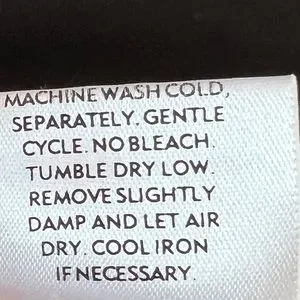 MACHINE WASH COLD,
SEPARATELY. GENTLE
CYCLE. NO BLEACH.
TUMBLE DRY LOW.
REMOVE SLIGHTLY
DAMP AND LET AIR
DRY. COOL IRON
IF NECESSARY.